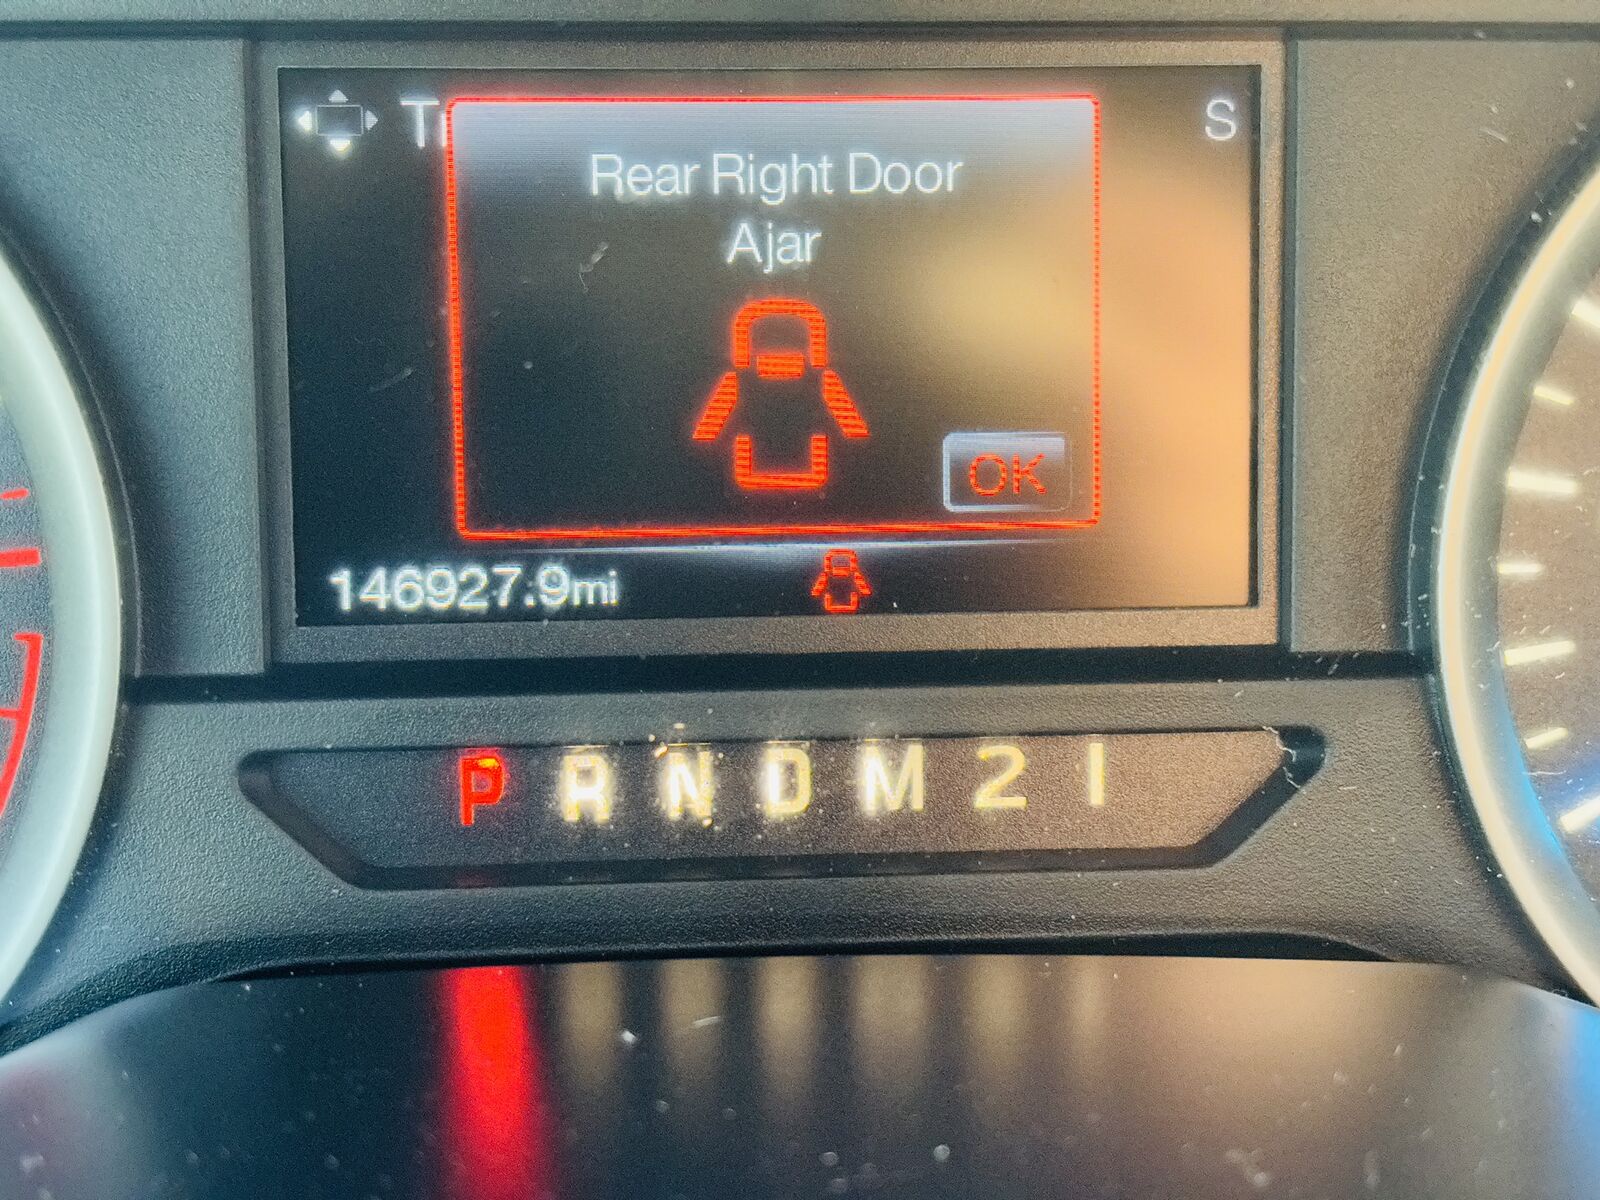 S
Rear Right Door
Ajar
OK
146927.9mi
P R N D M 2 1